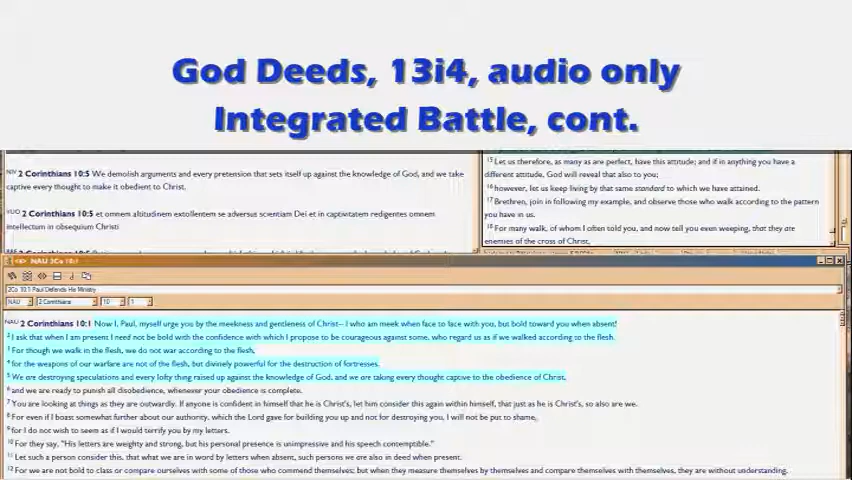 God Deeds, 13i4, audio only
Integrated Battle, cont.
NIV 2 Corinthians 10:5 We demolish arguments and every pretension that sets itself up against the knowledge of God, and we take
captive every thought to make it obedient to Christ.
VUO 2 Corinthians 10:5 et omnem altitudinem extollentem se adversus scientiam Dei et in captivitatem redigentes omnem
intellectum in obsequium Christi
15 Let us therefore, as many as are perfect, have this attitude; and if in anything you have a
different attitude, God will reveal that also to you;
16 however, let us keep living by that same standard to which we have attained.
17 Brethren, join in following my example, and observe those who walk according to the pattern
you have in us.
18 For many walk, of whom I often told you, and now tell you even weeping, that they are
enemies of the cross of Christ,
NAU 2Co 10:1
2Co 10:1 Paul Defends His Ministry
NAU 2 Corinthians 10 1
NAU 2 Corinthians 10:1 Now I, Paul, myself urge you by the meekness and gentleness of Christ-- I who am meek when face to face with you, but bold toward you when absent!
2 I ask that when I am present I need not be bold with the confidence with which I propose to be courageous against some, who regard us as if we walked according to the flesh.
3 For though we walk in the flesh, we do not war according to the flesh,
4 for the weapons of our warfare are not of the flesh, but divinely powerful for the destruction of fortresses.
5 We are destroying speculations and every lofty thing raised up against the knowledge of God, and we are taking every thought captive to the obedience of Christ,
6 and we are ready to punish all disobedience, whenever your obedience is complete.
7 You are looking at things as they are outwardly. If anyone is confident in himself that he is Christ's, let him consider this again within himself, that just as he is Christ's, so also are we.
8 For even if I boast somewhat further about our authority, which the Lord gave for building you up and not for destroying you, I will not be put to shame,
9 for I do not wish to seem as if I would terrify you by my letters.
10 For they say, "His letters are weighty and strong, but his personal presence is unimpressive and his speech contemptible."
11 Let such a person consider this, that what we are in word by letters when absent, such persons we are also in deed when present.
12 For we are not bold to class or compare ourselves with some of those who commend themselves; but when they measure themselves by themselves and compare themselves with themselves, they are without understanding.